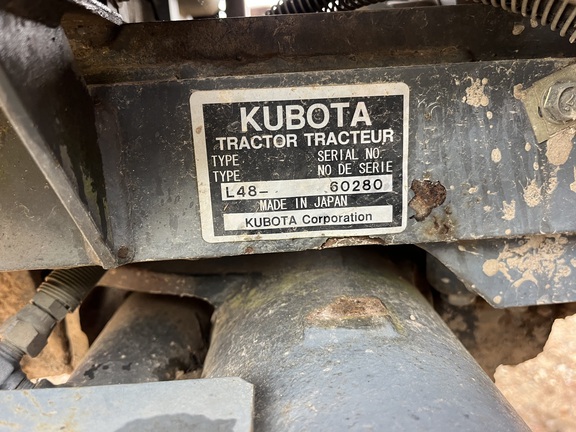 KUBOTA
TRACTOR TRACTEUR
TYPE SERIAL NO.
TYPE NO DE SERIE
L48- 60280
MADE IN JAPAN
KUBOTA Corporation